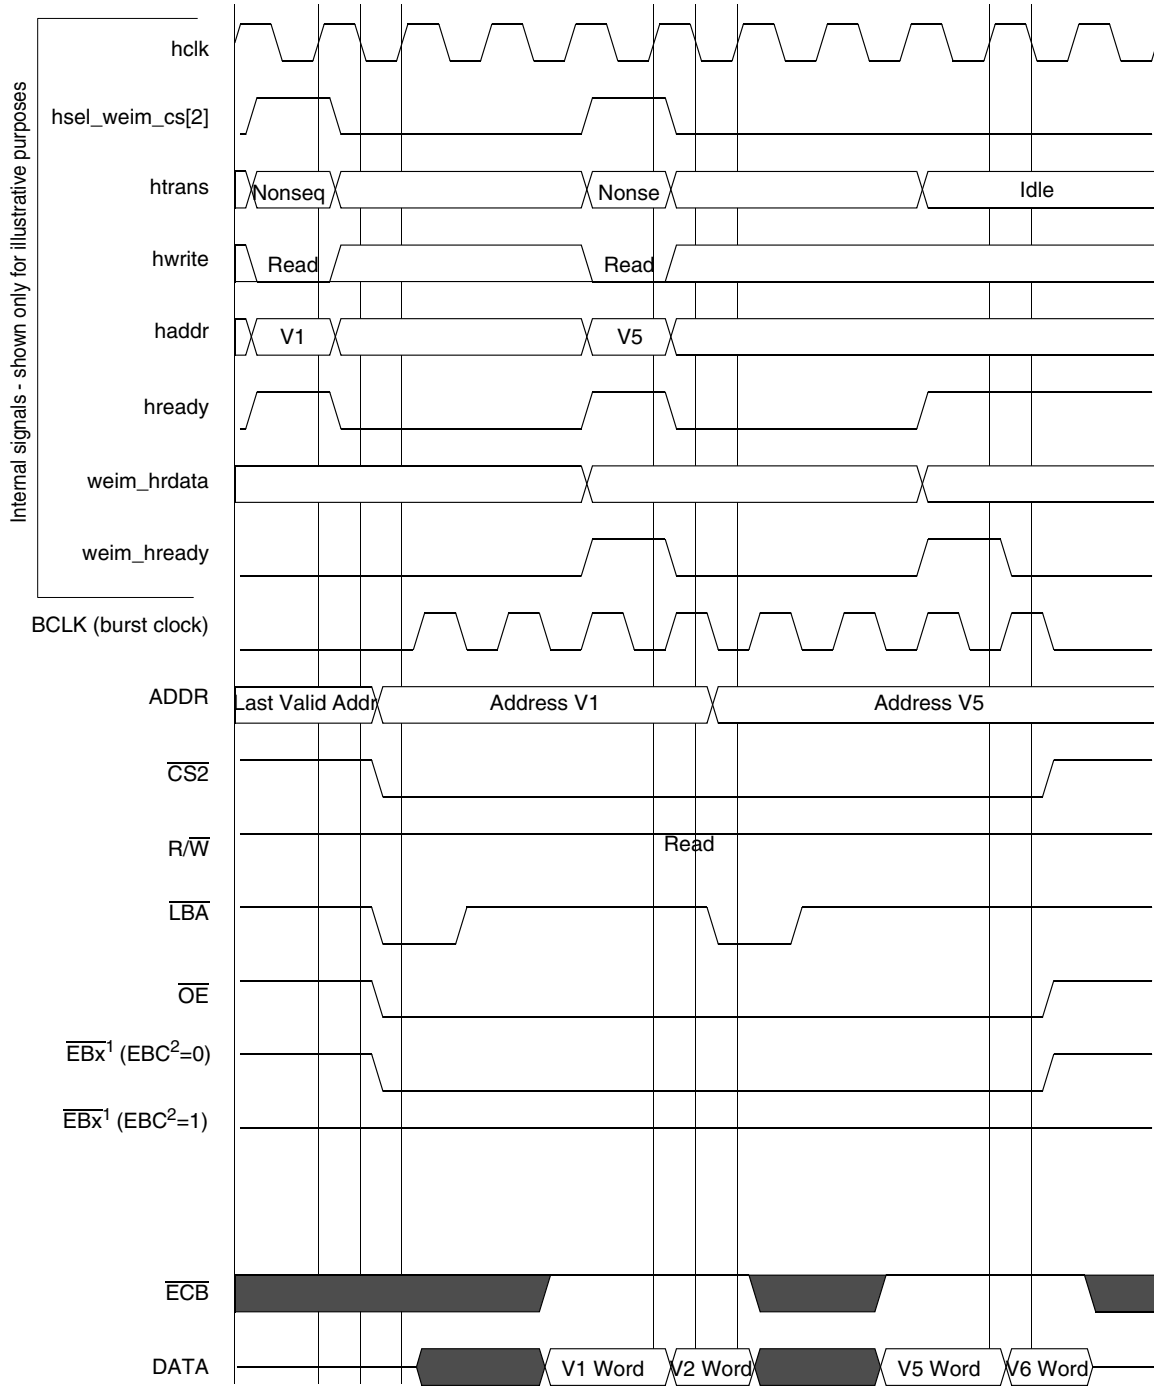 Internal signals - shown only for illustrative purposes
hclk
hsel_weim_cs[2]
htrans
Nonseq
Nonse
Idle
hwrite
Read
Read
haddr
V1
V5
hready
weim_hrdata
weim_hready
BCLK (burst clock)
ADDR
Last Valid Addr
Address V1
Address V5
CS2
R/W
Read
LBA
OE
EBx1 (EBC2=0)
EBx1 (EBC2=1)
ECB
DATA
V1 Word
V2 Word
V5 Word
V6 Word